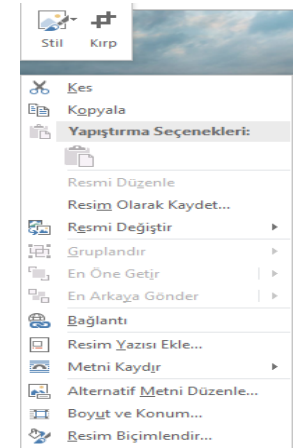 Stil Kırp
Kes
Kopyala
Yapıştırma Seçenekleri:
Resmi Düzenle
Resim Olarak Kaydet...
Resmi Değiştir
Gruplandır
En Öne Getir
En Arkaya Gönder
Bağlantı
Resim Yazısı Ekle...
Metni Kaydır
Alternatif Metni Düzenle...
Boyut ve Konum...
Resim Biçimlendir...